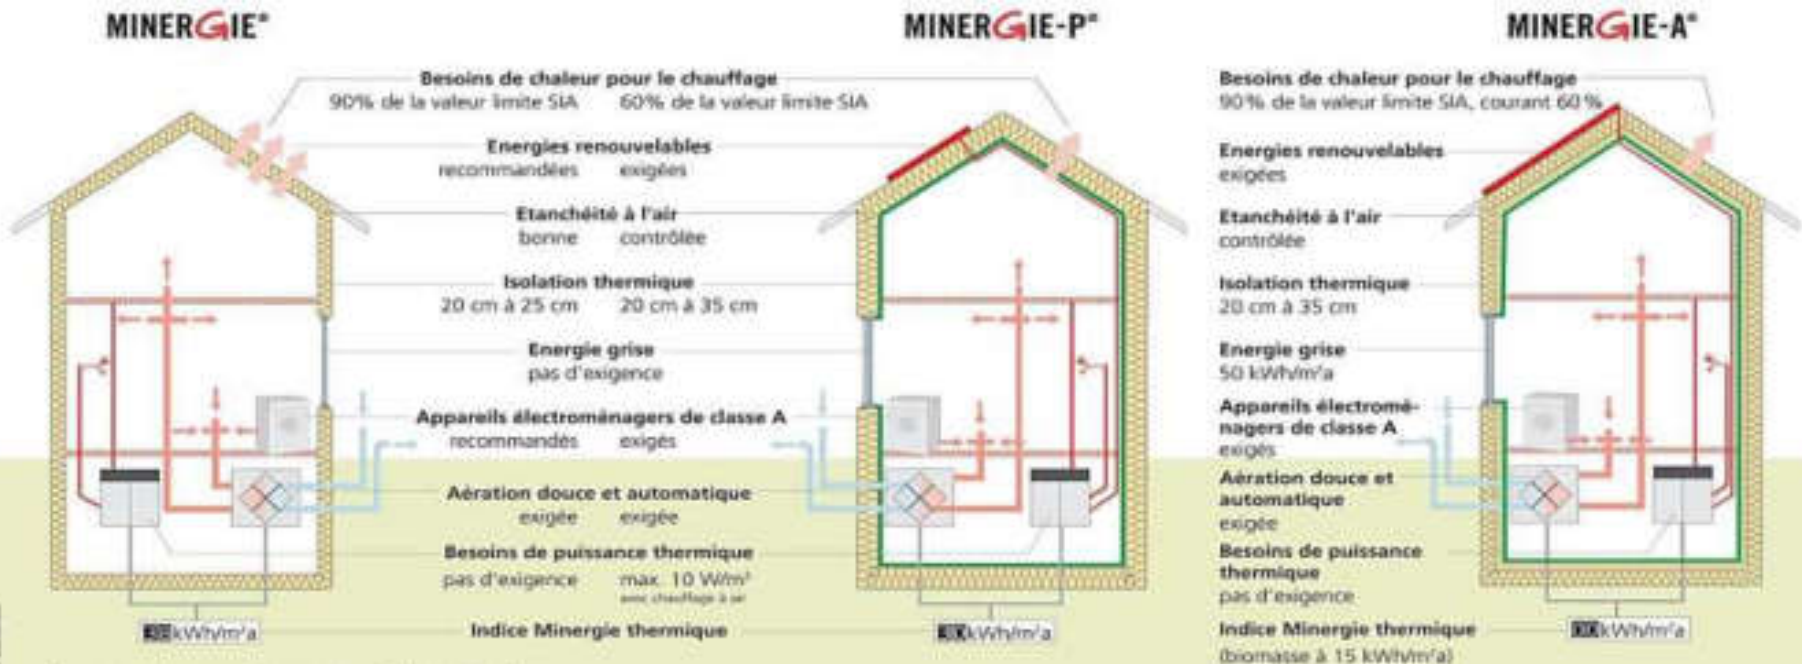 MINERGIE®
MINERGIE-P®
MINERGIE-A®
Besoins de chaleur pour le chauffage
90% de la valeur limite SIA 60% de la valeur limite SIA
Energies renouvelables
recommandées exigées
Etanchéité à l'air
bonne contrôlée
Isolation thermique
20 cm à 25 cm 20 cm à 35 cm
Energie grise
pas d'exigence
Appareils électroménagers de classe A
recommandés exigés
Aération douce et automatique
exigée exigée
Besoins de puissance thermique
pas d'exigence max. 10 W/m²
avec chauffage à air
Indice Minergie thermique
38 kWh/m²a
30 kWh/m²a
Besoins de chaleur pour le chauffage
90% de la valeur limite SIA, courant 60%
Energies renouvelables
exigées
Etanchéité à l'air
contrôlée
Isolation thermique
20 cm à 35 cm
Energie grise
50 kWh/m²a
Appareils électromé-
nagers de classe A
exigés
Aération douce et
automatique
exigée
Besoins de puissance
thermique
pas d'exigence
Indice Minergie thermique
(biomasse à 15 kWh/m²a)
00 kWh/m²a